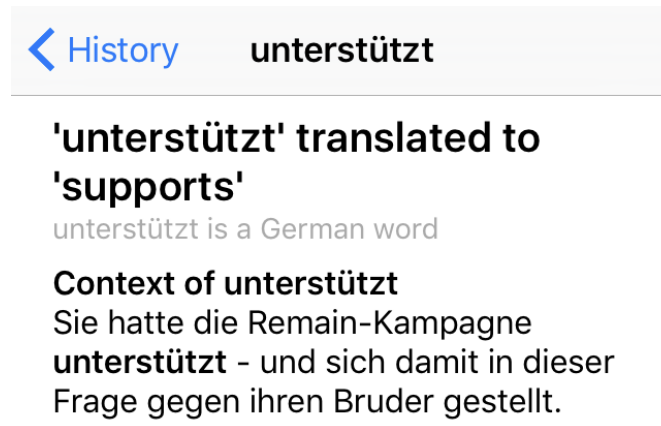 History unterstützt
'unterstützt' translated to
'supports'
unterstützt is a German word
Context of unterstützt
Sie hatte die Remain-Kampagne
unterstützt - und sich damit in dieser
Frage gegen ihren Bruder gestellt.